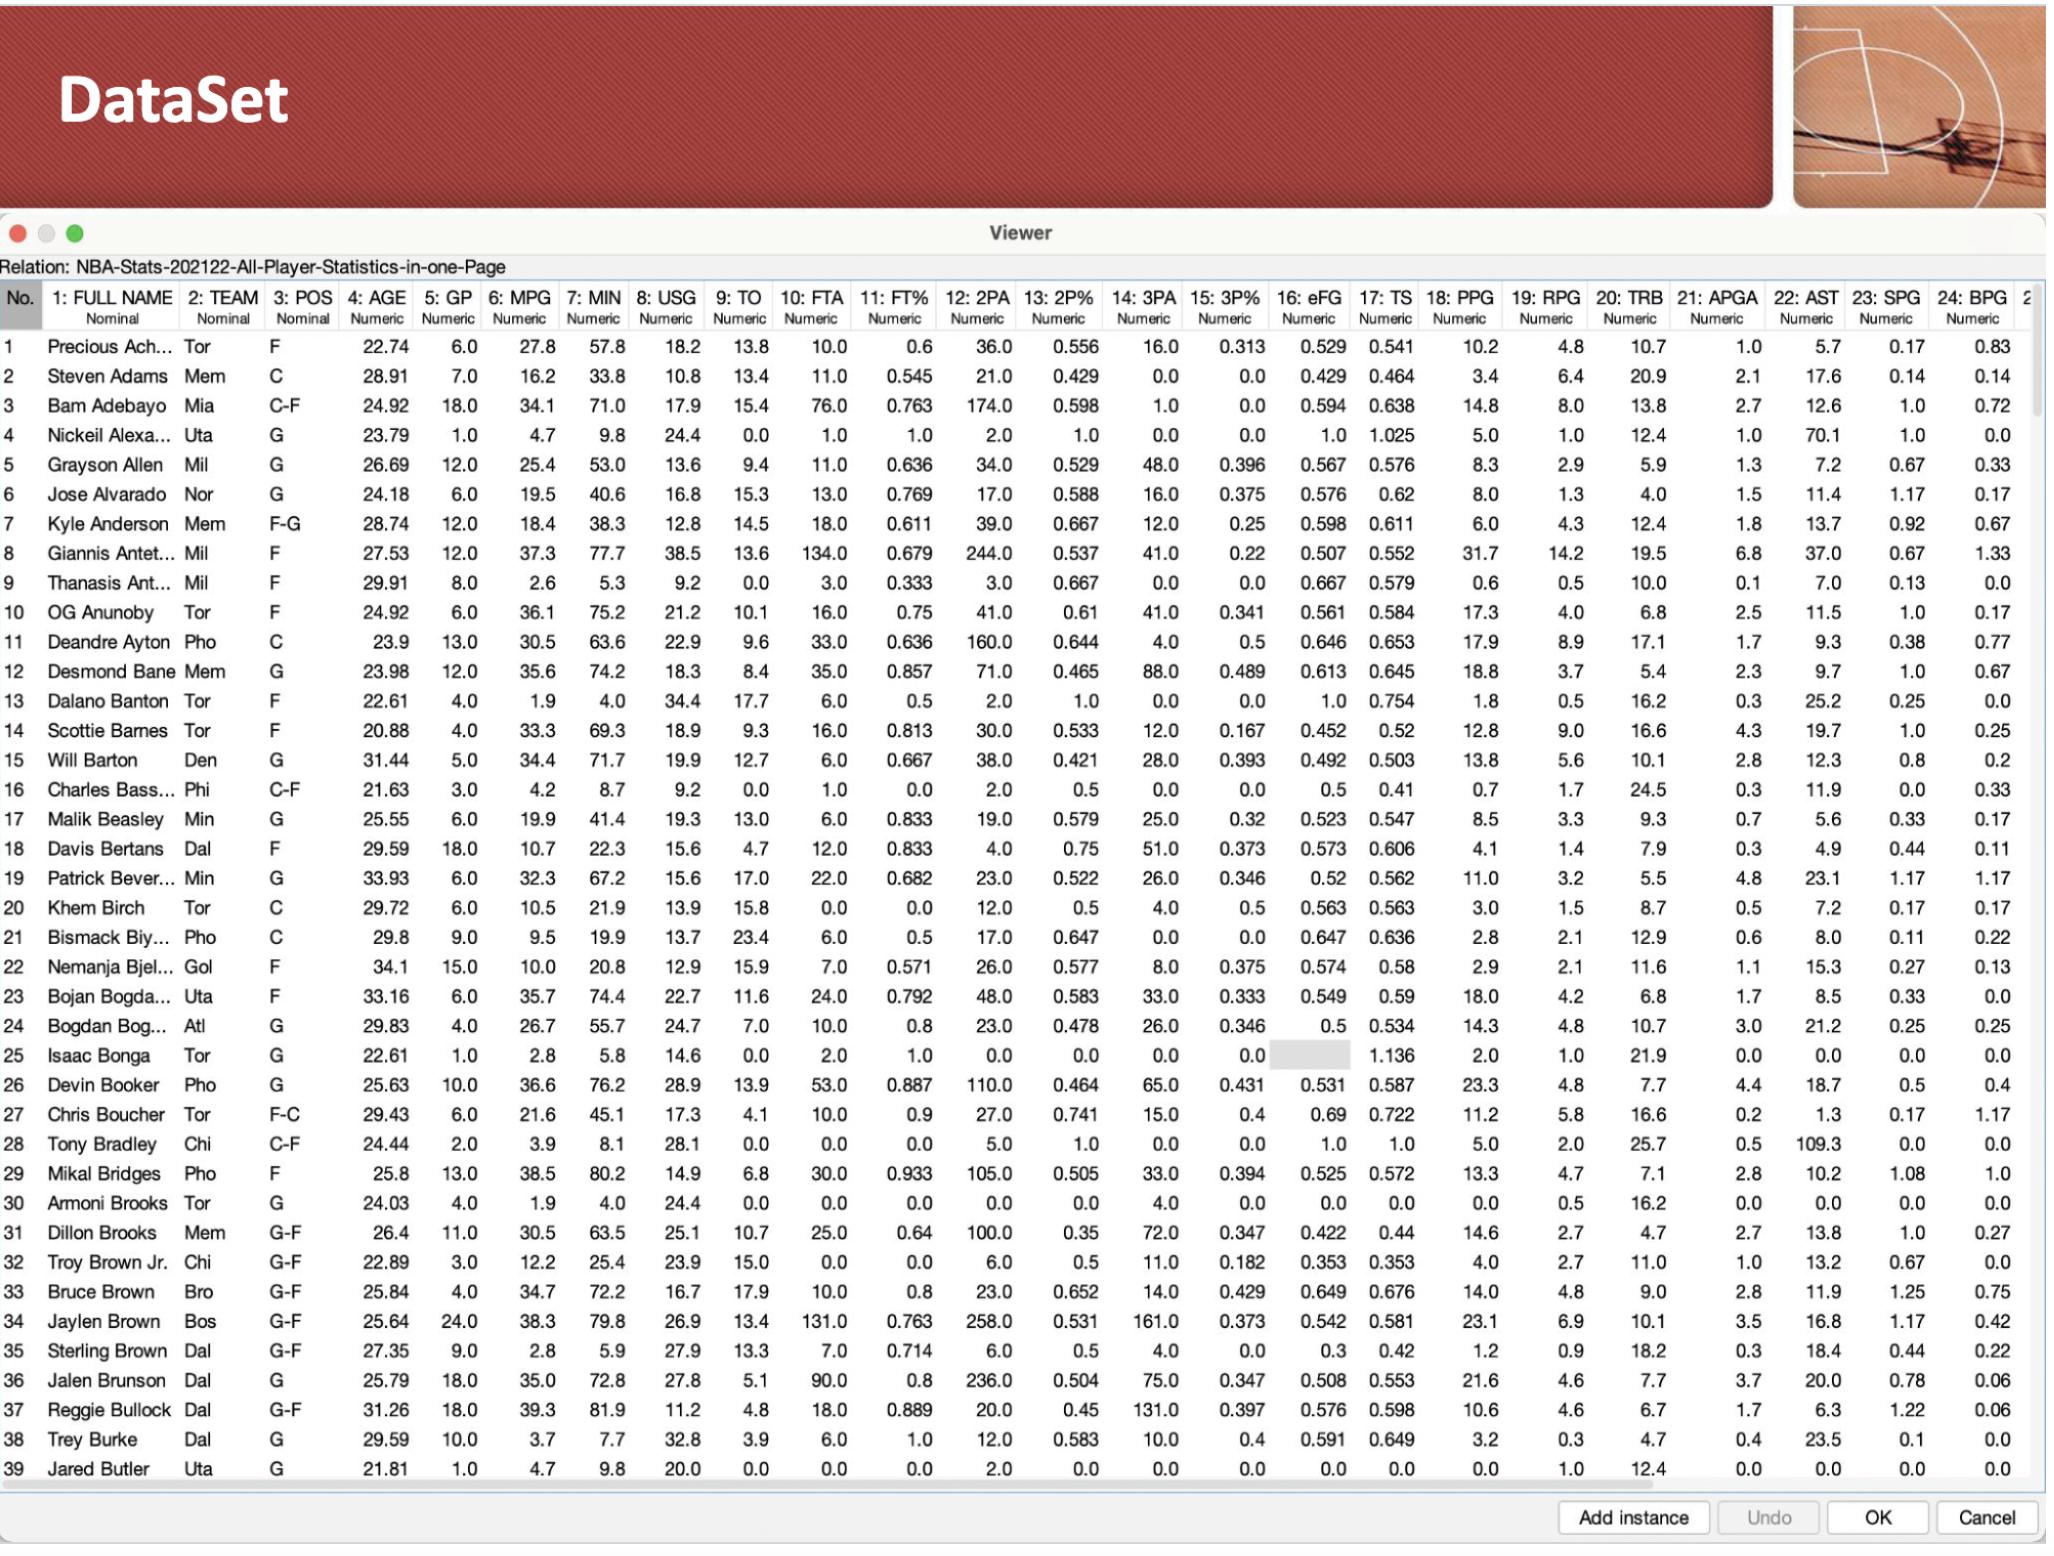 DataSet
Viewer
Relation: NBA-Stats-202122-All-Player-Statistics-in-one-Page
No. 1: FULL NAME 2: TEAM 3: POS 4: AGE 5: GP 6: MPG 7: MIN 8: USG 9: TO 10: FTA 11: FT% 12: 2PA 13: 2P% 14: 3PA 15: 3P% 16: eFG 17: TS 18: PPG 19: RPG 20: TRB 21: APGA 22: AST 23: SPG 24: BPG 2
Nominal Nominal Nominal Numeric Numeric Numeric Numeric Numeric Numeric Numeric Numeric Numeric Numeric Numeric Numeric Numeric Numeric Numeric Numeric Numeric Numeric Numeric Numeric Numeric
1 Precious Ach... Tor F 22.74 6.0 27.8 57.8 18.2 13.8 10.0 0.6 36.0 0.556 16.0 0.313 0.529 0.541 10.2 4.8 10.7 1.0 5.7 0.17 0.83
2 Steven Adams Mem C 28.91 7.0 16.2 33.8 10.8 13.4 11.0 0.545 21.0 0.429 0.0 0.0 0.429 0.464 3.4 6.4 20.9 2.1 17.6 0.14 0.14
3 Bam Adebayo Mia C-F 24.92 18.0 34.1 71.0 17.9 15.4 76.0 0.763 174.0 0.598 1.0 0.0 0.594 0.638 14.8 8.0 13.8 2.7 12.6 1.0 0.72
4 Nickeil Alexa... Uta G 23.79 1.0 4.7 9.8 24.4 0.0 1.0 1.0 2.0 1.0 0.0 0.0 1.0 1.025 5.0 1.0 12.4 1.0 70.1 1.0 0.0
5 Grayson Allen Mil G 26.69 12.0 25.4 53.0 13.6 9.4 11.0 0.636 34.0 0.529 48.0 0.396 0.567 0.576 8.3 2.9 5.9 1.3 7.2 0.67 0.33
6 Jose Alvarado Nor G 24.18 6.0 19.5 40.6 16.8 15.3 13.0 0.769 17.0 0.588 16.0 0.375 0.576 0.62 8.0 1.3 4.0 1.5 11.4 1.17 0.17
7 Kyle Anderson Mem F-G 28.74 12.0 18.4 38.3 12.8 14.5 18.0 0.611 39.0 0.667 12.0 0.25 0.598 0.611 6.0 4.3 12.4 1.8 13.7 0.92 0.67
8 Giannis Antet... Mil F 27.53 12.0 37.3 77.7 38.5 13.6 134.0 0.679 244.0 0.537 41.0 0.22 0.507 0.552 31.7 14.2 19.5 6.8 37.0 0.67 1.33
9 Thanasis Ant... Mil F 29.91 8.0 2.6 5.3 9.2 0.0 3.0 0.333 3.0 0.667 0.0 0.0 0.667 0.579 0.6 0.5 10.0 0.1 7.0 0.13 0.0
10 OG Anunoby Tor F 24.92 6.0 36.1 75.2 21.2 10.1 16.0 0.75 41.0 0.61 41.0 0.341 0.561 0.584 17.3 4.0 6.8 2.5 11.5 1.0 0.17
11 Deandre Ayton Pho C 23.9 13.0 30.5 63.6 22.9 9.6 33.0 0.636 160.0 0.644 4.0 0.5 0.646 0.653 17.9 8.9 17.1 1.7 9.3 0.38 0.77
12 Desmond Bane Mem G 23.98 12.0 35.6 74.2 18.3 8.4 35.0 0.857 71.0 0.465 88.0 0.489 0.613 0.645 18.8 3.7 5.4 2.3 9.7 1.0 0.67
13 Dalano Banton Tor F 22.61 4.0 1.9 4.0 34.4 17.7 6.0 0.5 2.0 1.0 0.0 0.0 1.0 0.754 1.8 0.5 16.2 0.3 25.2 0.25 0.0
14 Scottie Barnes Tor F 20.88 4.0 33.3 69.3 18.9 9.3 16.0 0.813 30.0 0.533 12.0 0.167 0.452 0.52 12.8 9.0 16.6 4.3 19.7 1.0 0.25
15 Will Barton Den G 31.44 5.0 34.4 71.7 19.9 12.7 6.0 0.667 38.0 0.421 28.0 0.393 0.492 0.503 13.8 5.6 10.1 2.8 12.3 0.8 0.2
16 Charles Bass... Phi C-F 21.63 3.0 4.2 8.7 9.2 0.0 1.0 0.0 2.0 0.5 0.0 0.0 0.5 0.41 0.7 1.7 24.5 0.3 11.9 0.0 0.33
17 Malik Beasley Min G 25.55 6.0 19.9 41.4 19.3 13.0 6.0 0.833 19.0 0.579 25.0 0.32 0.523 0.547 8.5 3.3 9.3 0.7 5.6 0.33 0.17
18 Davis Bertans Dal F 29.59 18.0 10.7 22.3 15.6 4.7 12.0 0.833 4.0 0.75 51.0 0.373 0.573 0.606 4.1 1.4 7.9 0.3 4.9 0.44 0.11
19 Patrick Bever... Min G 33.93 6.0 32.3 67.2 15.6 17.0 22.0 0.682 23.0 0.522 26.0 0.346 0.52 0.562 11.0 3.2 5.5 4.8 23.1 1.17 1.17
20 Khem Birch Tor C 29.72 6.0 10.5 21.9 13.9 15.8 0.0 0.0 12.0 0.5 4.0 0.5 0.563 0.563 3.0 1.5 8.7 0.5 7.2 0.17 0.17
21 Bismack Biy... Pho C 29.8 9.0 9.5 19.9 13.7 23.4 6.0 0.5 17.0 0.647 0.0 0.0 0.647 0.636 2.8 2.1 12.9 0.6 8.0 0.11 0.22
22 Nemanja Bjel... Gol F 34.1 15.0 10.0 20.8 12.9 15.9 7.0 0.571 26.0 0.577 8.0 0.375 0.574 0.58 2.9 2.1 11.6 1.1 15.3 0.27 0.13
23 Bojan Bogda... Uta F 33.16 6.0 35.7 74.4 22.7 11.6 24.0 0.792 48.0 0.583 33.0 0.333 0.549 0.59 18.0 4.2 6.8 1.7 8.5 0.33 0.0
24 Bogdan Bog... Atl G 29.83 4.0 26.7 55.7 24.7 7.0 10.0 0.8 23.0 0.478 26.0 0.346 0.5 0.534 14.3 4.8 10.7 3.0 21.2 0.25 0.25
25 Isaac Bonga Tor G 22.61 1.0 2.8 5.8 14.6 0.0 2.0 1.0 0.0 0.0 0.0 0.0 1.136 2.0 1.0 21.9 0.0 0.0 0.0 0.0
26 Devin Booker Pho G 25.63 10.0 36.6 76.2 28.9 13.9 53.0 0.887 110.0 0.464 65.0 0.431 0.531 0.587 23.3 4.8 7.7 4.4 18.7 0.5 0.4
27 Chris Boucher Tor F-C 29.43 6.0 21.6 45.1 17.3 4.1 10.0 0.9 27.0 0.741 15.0 0.4 0.69 0.722 11.2 5.8 16.6 0.2 1.3 0.17 1.17
28 Tony Bradley Chi C-F 24.44 2.0 3.9 8.1 28.1 0.0 0.0 0.0 5.0 1.0 0.0 0.0 1.0 1.0 5.0 2.0 25.7 0.5 109.3 0.0 0.0
29 Mikal Bridges Pho F 25.8 13.0 38.5 80.2 14.9 6.8 30.0 0.933 105.0 0.505 33.0 0.394 0.525 0.572 13.3 4.7 7.1 2.8 10.2 1.08 1.0
30 Armoni Brooks Tor G 24.03 4.0 1.9 4.0 24.4 0.0 0.0 0.0 0.0 0.0 4.0 0.0 0.0 0.0 0.0 0.5 16.2 0.0 0.0 0.0 0.0
31 Dillon Brooks Mem G-F 26.4 11.0 30.5 63.5 25.1 10.7 25.0 0.64 100.0 0.35 72.0 0.347 0.422 0.44 14.6 2.7 4.7 2.7 13.8 1.0 0.27
32 Troy Brown Jr. Chi G-F 22.89 3.0 12.2 25.4 23.9 15.0 0.0 0.0 6.0 0.5 11.0 0.182 0.353 0.353 4.0 2.7 11.0 1.0 13.2 0.67 0.0
33 Bruce Brown Bro G-F 25.84 4.0 34.7 72.2 16.7 17.9 10.0 0.8 23.0 0.652 14.0 0.429 0.649 0.676 14.0 4.8 9.0 2.8 11.9 1.25 0.75
34 Jaylen Brown Bos G-F 25.64 24.0 38.3 79.8 26.9 13.4 131.0 0.763 258.0 0.531 161.0 0.373 0.542 0.581 23.1 6.9 10.1 3.5 16.8 1.17 0.42
35 Sterling Brown Dal G-F 27.35 9.0 2.8 5.9 27.9 13.3 7.0 0.714 6.0 0.5 4.0 0.0 0.3 0.42 1.2 0.9 18.2 0.3 18.4 0.44 0.22
36 Jalen Brunson Dal G 25.79 18.0 35.0 72.8 27.8 5.1 90.0 0.8 236.0 0.504 75.0 0.347 0.508 0.553 21.6 4.6 7.7 3.7 20.0 0.78 0.06
37 Reggie Bullock Dal G-F 31.26 18.0 39.3 81.9 11.2 4.8 18.0 0.889 20.0 0.45 131.0 0.397 0.576 0.598 10.6 4.6 6.7 1.7 6.3 1.22 0.06
38 Trey Burke Dal G 29.59 10.0 3.7 7.7 32.8 3.9 6.0 1.0 12.0 0.583 10.0 0.4 0.591 0.649 3.2 0.3 4.7 0.4 23.5 0.1 0.0
39 Jared Butler Uta G 21.81 1.0 4.7 9.8 20.0 0.0 0.0 0.0 2.0 0.0 0.0 0.0 0.0 0.0 0.0 1.0 12.4 0.0 0.0 0.0 0.0
Add instance Undo OK Cancel